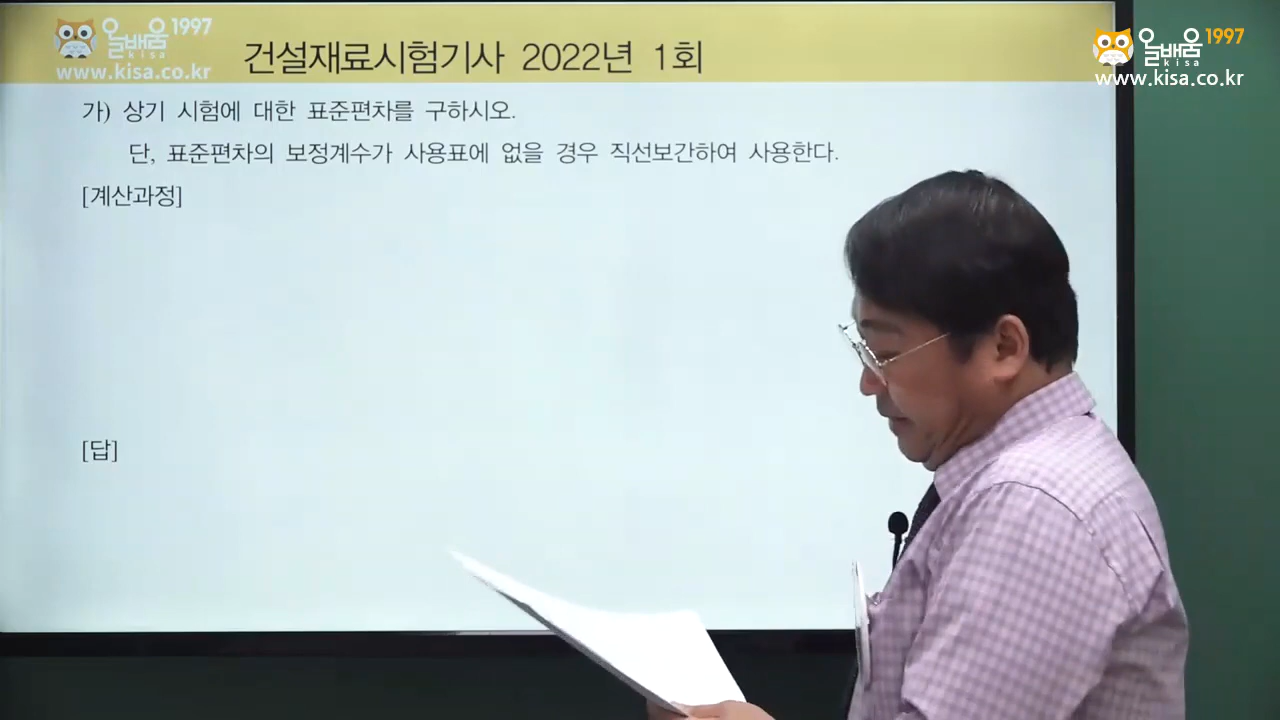 올배움 1997
kisa
www.kisa.co.kr
건설재료시험기사 2022년 1회
올배움 1997
kisa
www.kisa.co.kr
가) 상기 시험에 대한 표준편차를 구하시오.
단, 표준편차의 보정계수가 사용표에 없을 경우 직선보간하여 사용한다.
[계산과정]
[답]